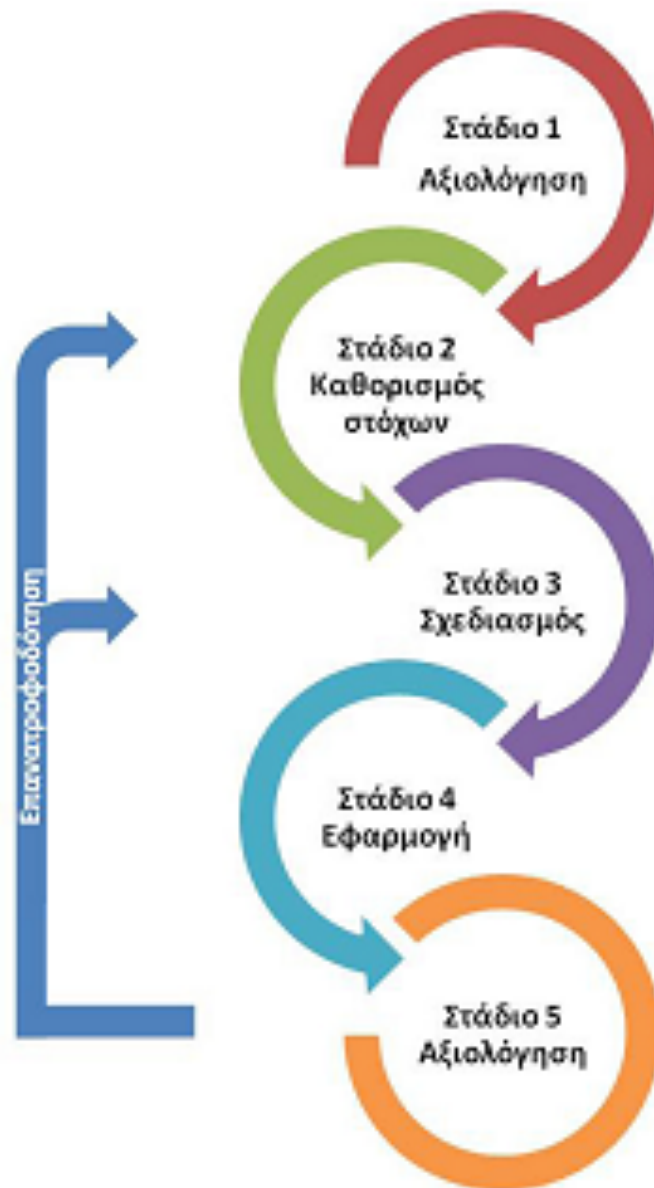 Στάδιο 1
Αξιολόγηση
Στάδιο 2
Καθορισμός
στόχων
Στάδιο 3
Σχεδιασμός
Στάδιο 4
Εφαρμογή
Στάδιο 5
Αξιολόγηση
Επανατροφοδότηση